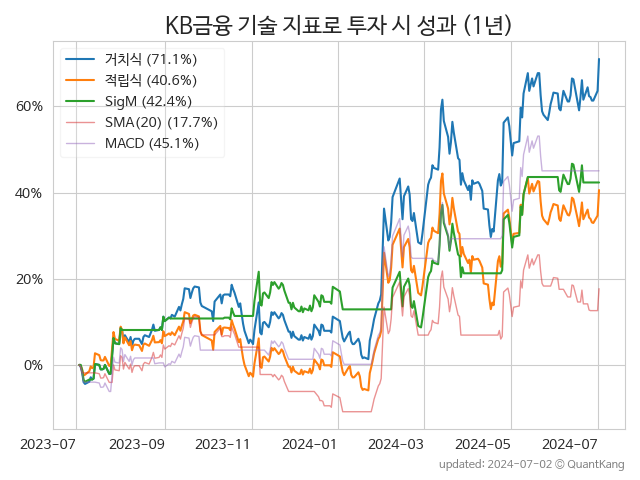 KB금융 기술 지표로 투자 시 성과 (1년)
거치식 (71.1%)
적립식 (40.6%)
SigM (42.4%)
SMA(20) (17.7%)
MACD (45.1%)
60%
40%
20%
0%
2023-07 2023-09 2023-11 2024-01 2024-03 2024-05 2024-07
updated: 2024-07-02 © QuantKang